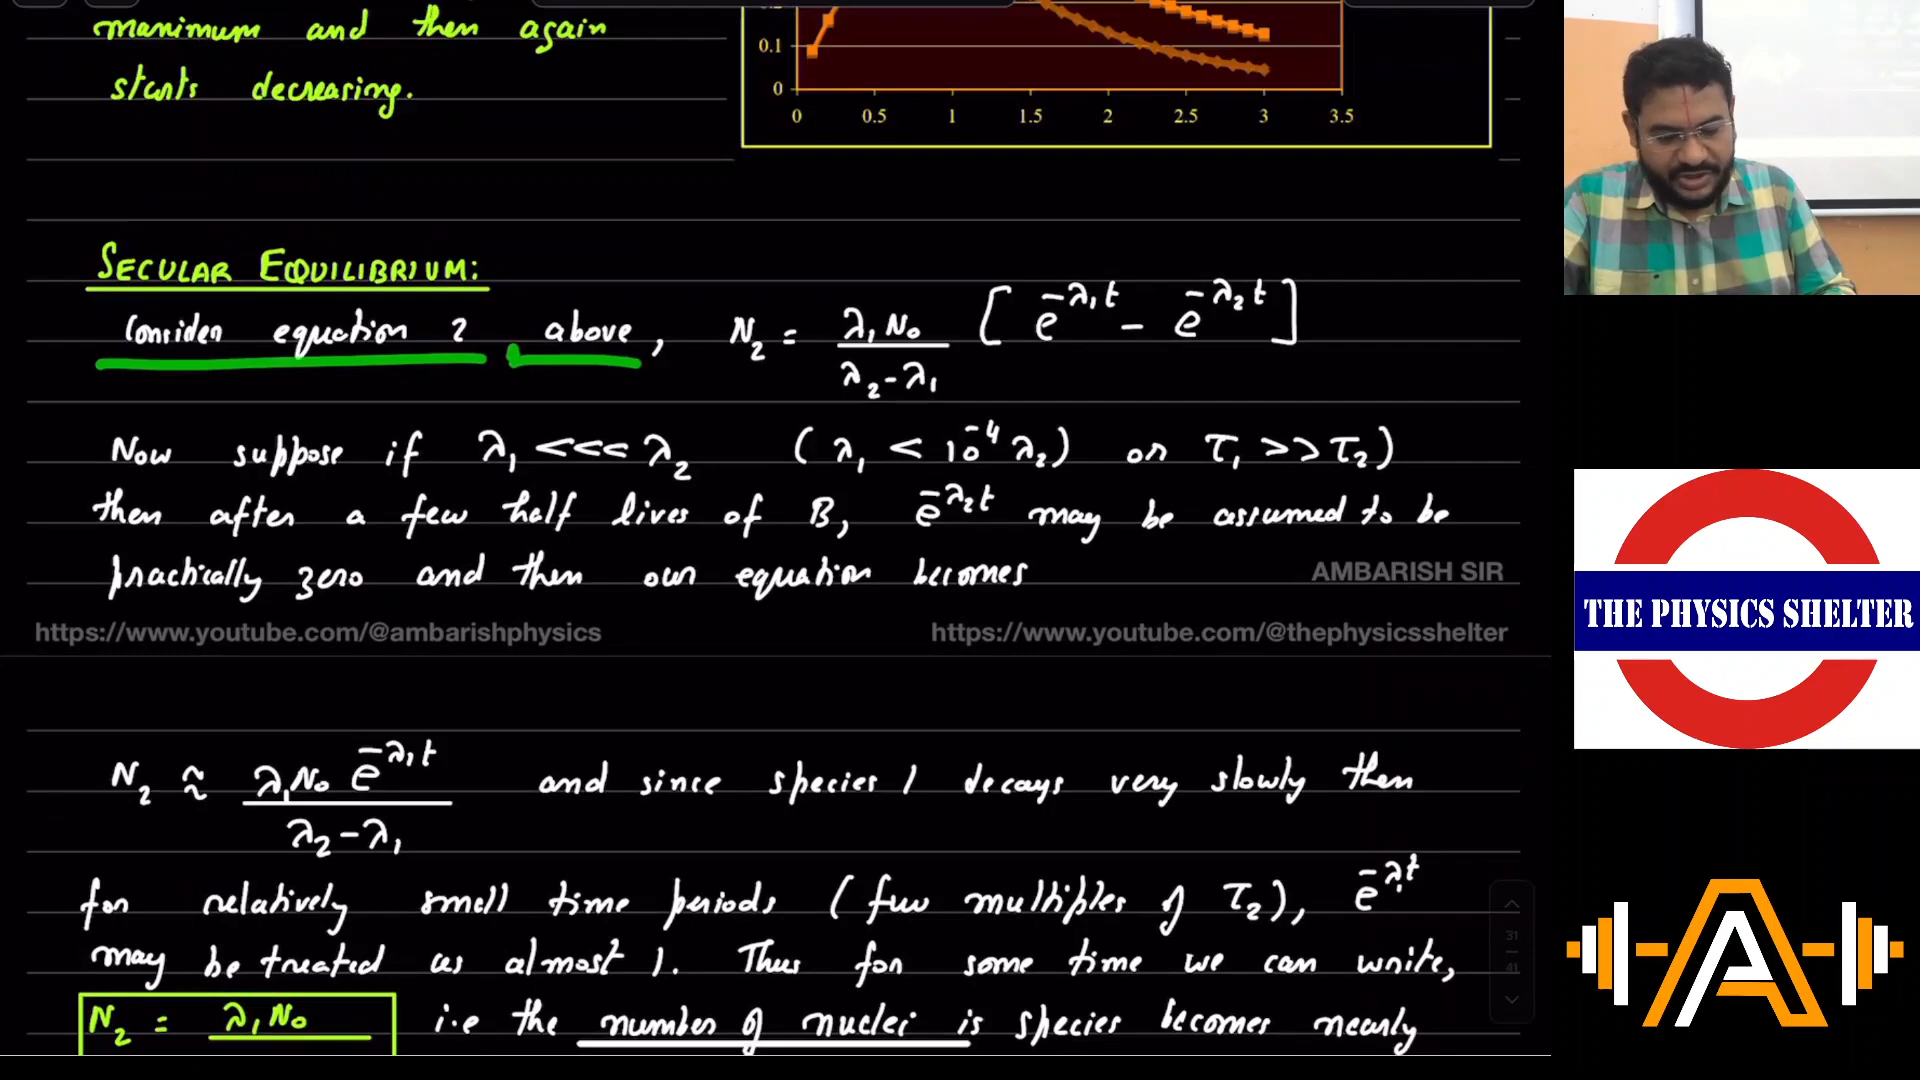 manimum and then again
starts decreasing.
0.1
0
0 0.5 1 1.5 2 2.5 3 3.5
SECULAR EQUILIBRIUM:
Consider equation 2 above, N₂ = λ₁N₀ / λ₂-λ₁ [e^-λ₁t - e^-λ₂t]
Now suppose if λ₁ <<< λ₂ (λ₁ < 10^-4 λ₂) or τ₁ >> τ₂)
then after a few half lives of B, e^-λ₂t may be assumed to be
practically zero and then our equation becomes
AMBARISH SIR
https://www.youtube.com/@ambarishphysics https://www.youtube.com/@thephysicsshelter
N₂ ≈ λ₁N₀ e^-λ₁t / λ₂-λ₁ and since species 1 decays very slowly then
for relatively small time periods (few multiples of τ₂), e^-λ₁t
may be treated as almost 1. Thus for some time we can write,
N₂ = λ₁N₀ i.e the number of nuclei is species becomes nearly
31
41
THE PHYSICS SHELTER
A